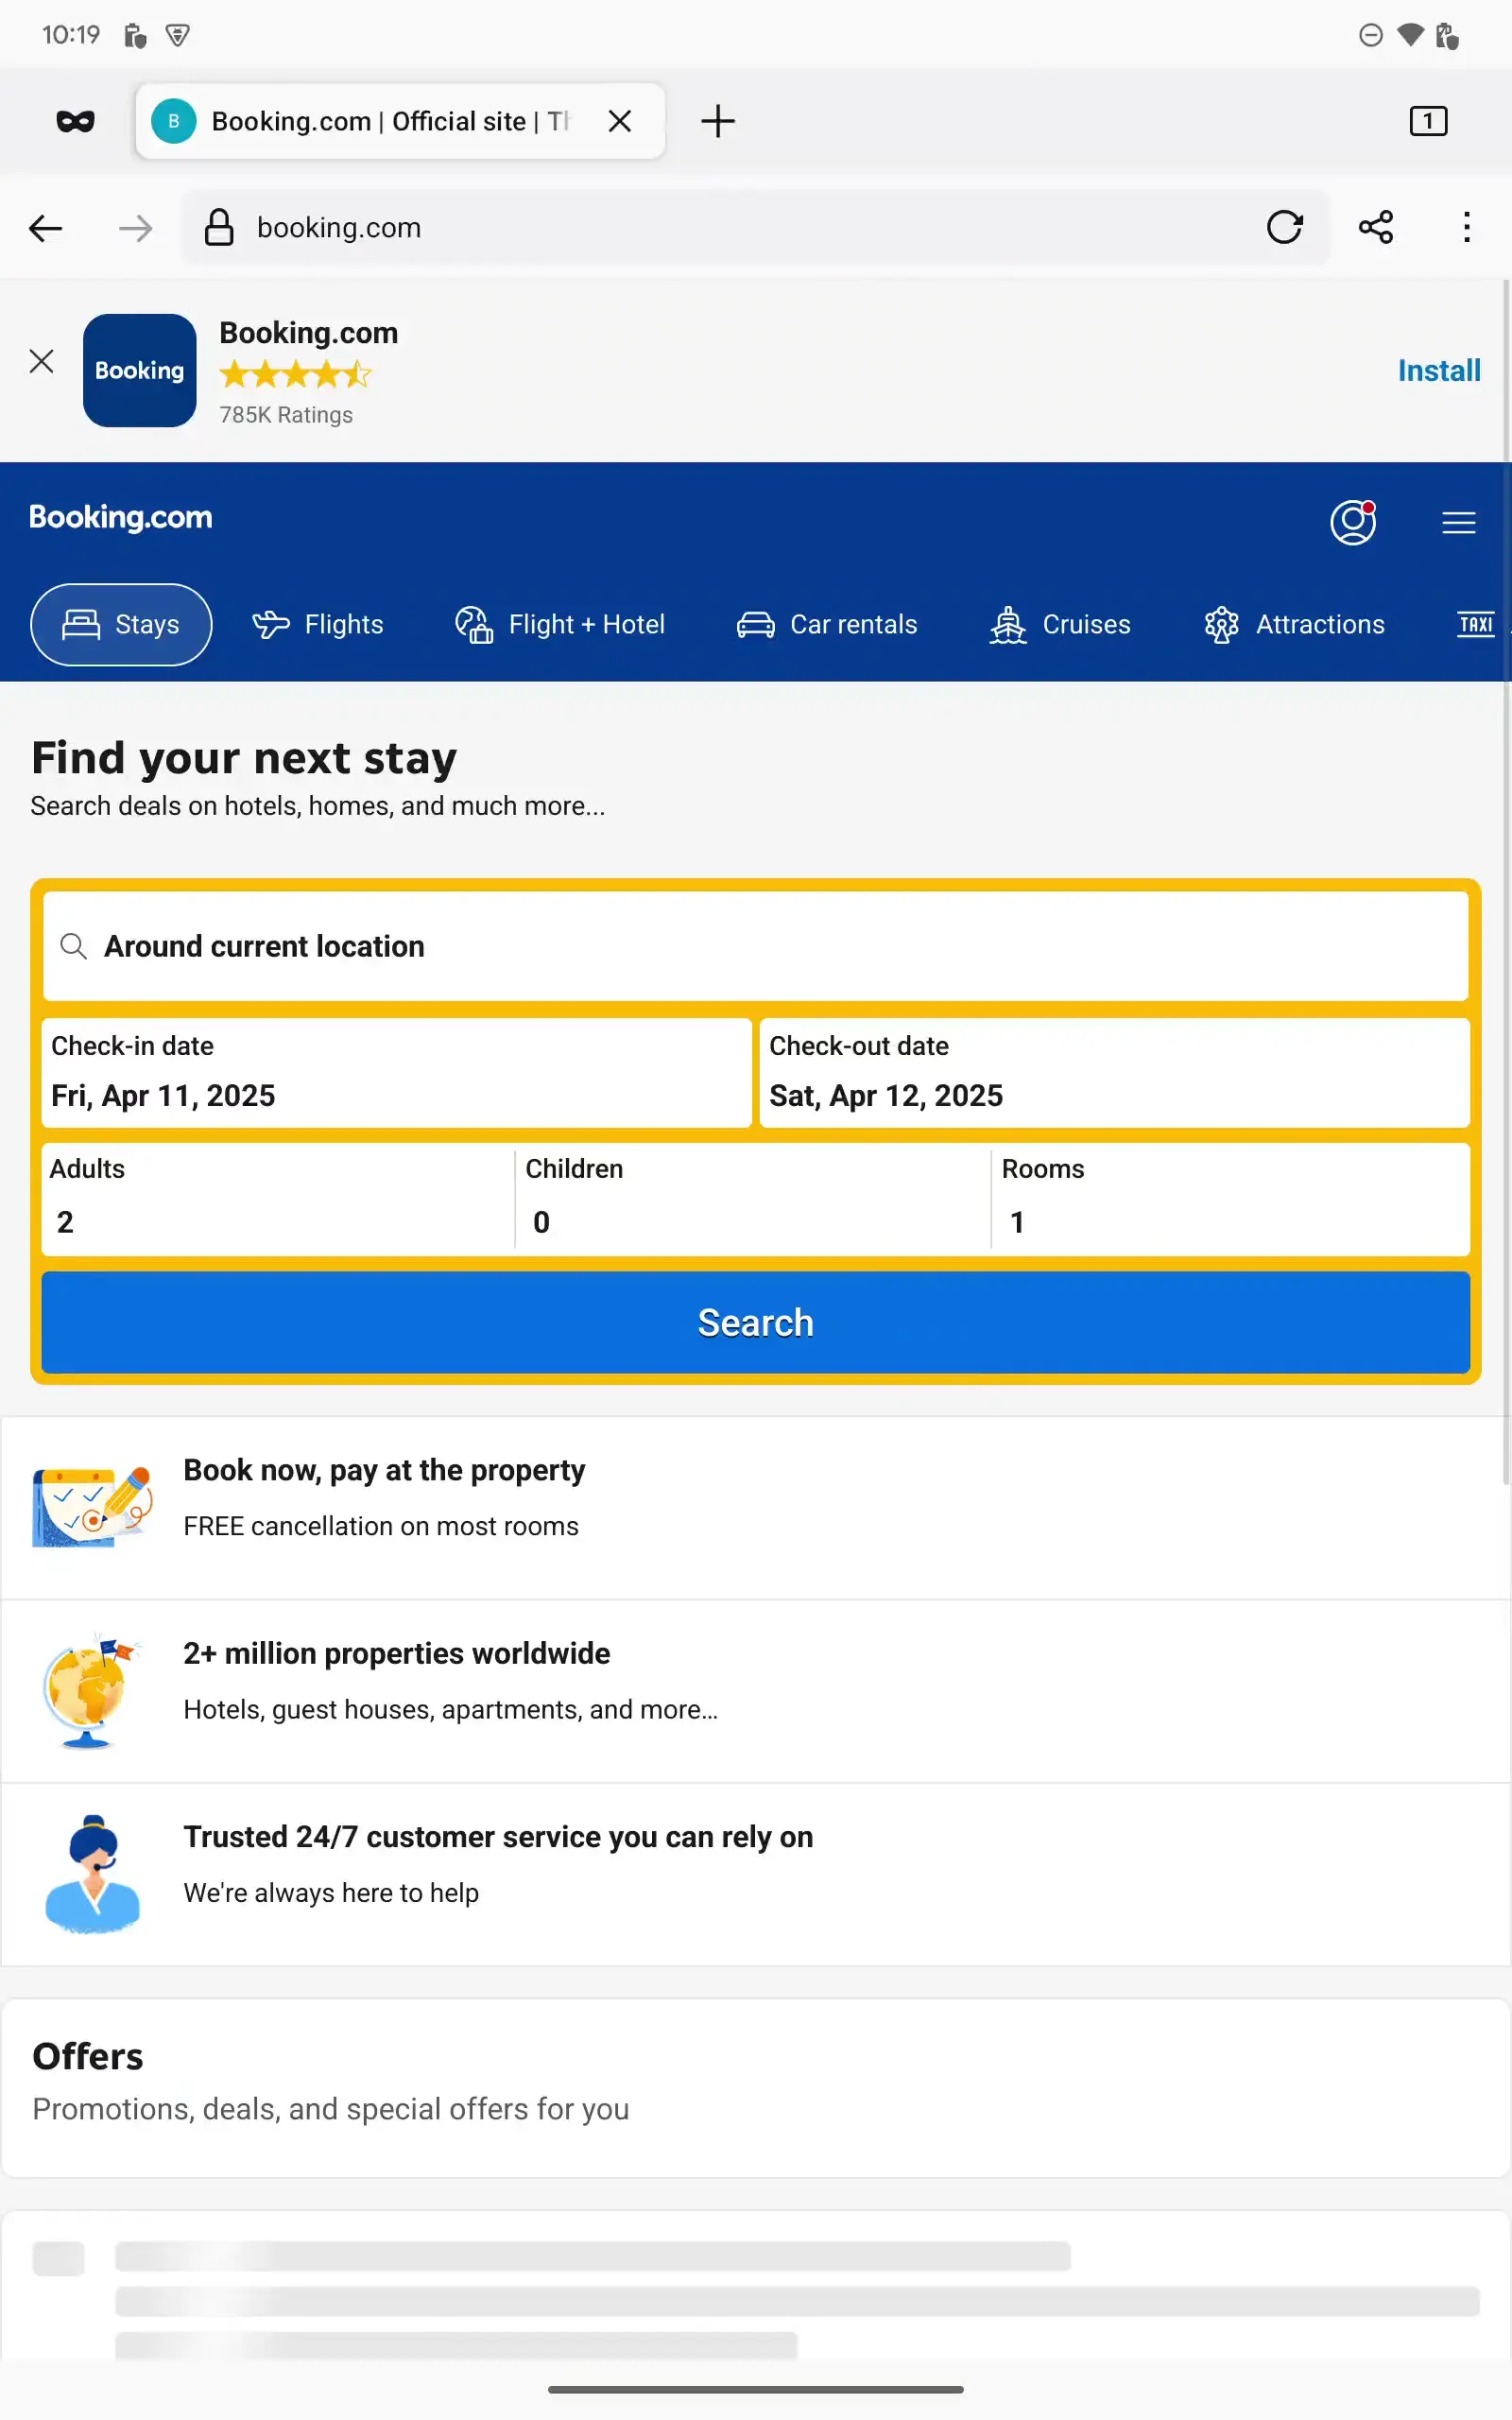 10:19
B
Booking.com | Official site | Th
1
booking.com
Booking
Booking.com
785K Ratings
Install
Booking.com
Stays
Flights
Flight + Hotel
Car rentals
Cruises
Attractions
TAXI
Find your next stay
Search deals on hotels, homes, and much more...
Around current location
Check-in date
Fri, Apr 11, 2025
Check-out date
Sat, Apr 12, 2025
Adults
2
Children
0
Rooms
1
Search
Book now, pay at the property
FREE cancellation on most rooms
2+ million properties worldwide
Hotels, guest houses, apartments, and more…
Trusted 24/7 customer service you can rely on
We're always here to help
Offers
Promotions, deals, and special offers for you